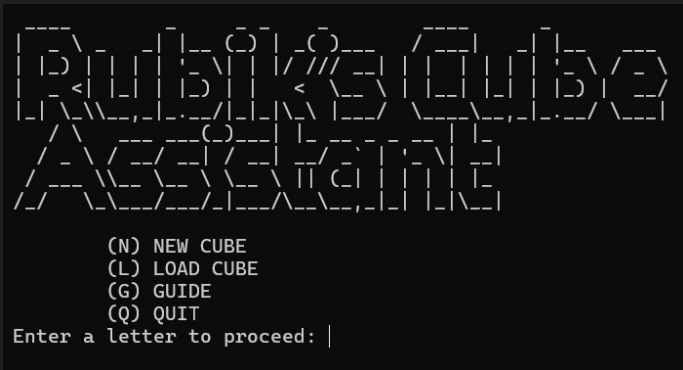 Rubik's Cube
Assistant
(N) NEW CUBE
(L) LOAD CUBE
(G) GUIDE
(Q) QUIT
Enter a letter to proceed: